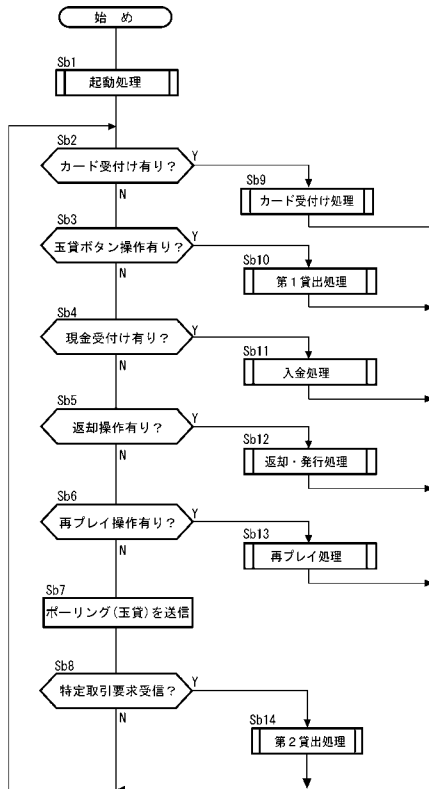 始 め
Sb1
起動処理
Sb2
カード受付け有り？
Y
N
Sb9
カード受付け処理
Sb3
玉貸ボタン操作有り？
Y
N
Sb10
第１貸出処理
Sb4
現金受付け有り？
Y
N
Sb11
入金処理
Sb5
返却操作有り？
Y
N
Sb12
返却・発行処理
Sb6
再プレイ操作有り？
Y
N
Sb13
再プレイ処理
Sb7
ポーリング(玉貸)を送信
Sb8
特定取引要求受信？
Y
N
Sb14
第２貸出処理